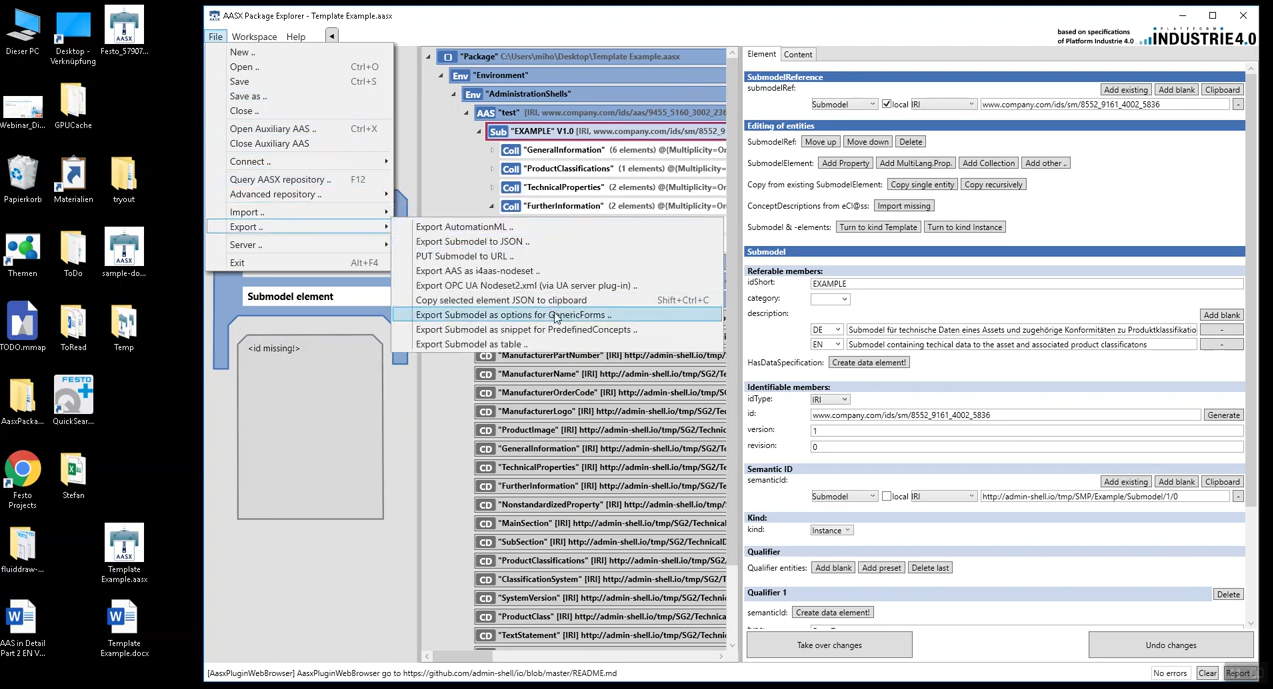 Dieser PC
Desktop -
Verknüpfung
Festo_57907...
Webinar_Di...
GPUCache
Papierkorb
Materialien
tryout
Themen
ToDo
sample-do...
TODO.mmap
ToRead
Temp
AasxPacka...
QuickSear...
Festo
Projects
Stefan
fluiddraw-...
Template
Example.aasx
AAS in Detail
Part 2 EN V...
Template
Example.docx
AASX Package Explorer - Template Example.aasx
File Workspace Help
based on specifications
of Platform Industrie 4.0
PLATTFORM
INDUSTRIE4.0
New ..
Open .. Ctrl+O
Save Ctrl+S
Save as ..
Close ..
Open Auxiliary AAS .. Ctrl+X
Close Auxiliary AAS
Connect ..
Query AASX repository .. F12
Advanced repository ..
Import ..
Export ..
Server ..
Exit Alt+F4
Export AutomationML ..
Export Submodel to JSON ..
PUT Submodel to URL ..
Export AAS as i4aas-nodeset ..
Export OPC UA Nodeset2.xml (via UA server plug-in) ..
Copy selected element JSON to clipboard Shift+Ctrl+C
Export Submodel as options for GenericForms ..
Export Submodel as snippet for PredefinedConcepts ..
Export Submodel as table ..
Submodel element
<id missing!>
"Package" C:\Users\miho\Desktop\Template Example.aasx
Env "Environment"
Env "AdministrationShells"
AAS "test" [IRI, www.company.com/ids/aas/9455_5160_3002_236
Sub "EXAMPLE" V1.0 [IRI, www.company.com/ids/sm/8552_9
Coll "GeneralInformation" (6 elements) @{Multiplicity=On
Coll "ProductClassifications" (1 elements) @{Multiplicity=
Coll "TechnicalProperties" (2 elements) @{Multiplicity=On
Coll "FurtherInformation" (2 elements) @{Multiplicity=On
CD "ManufacturerPartNumber" [IRI] http://admin-shell.io/tmp/
CD "ManufacturerName" [IRI] http://admin-shell.io/tmp/SG2/Te
CD "ManufacturerOrderCode" [IRI] http://admin-shell.io/tmp/S
CD "ManufacturerLogo" [IRI] http://admin-shell.io/tmp/SG2/Te
CD "ProductImage" [IRI] http://admin-shell.io/tmp/SG2/Techni
CD "GeneralInformation" [IRI] http://admin-shell.io/tmp/SG2/T
CD "TechnicalProperties" [IRI] http://admin-shell.io/tmp/SG2/T
CD "FurtherInformation" [IRI] http://admin-shell.io/tmp/SG2/T
CD "NonstandardizedProperty" [IRI] http://admin-shell.io/tmp/
CD "MainSection" [IRI] http://admin-shell.io/tmp/SG2/Technical
CD "SubSection" [IRI] http://admin-shell.io/tmp/SG2/TechnicalD
CD "ProductClassifications" [IRI] http://admin-shell.io/tmp/SG
CD "ClassificationSystem" [IRI] http://admin-shell.io/tmp/SG2/
CD "SystemVersion" [IRI] http://admin-shell.io/tmp/SG2/Techn
CD "ProductClass" [IRI] http://admin-shell.io/tmp/SG2/Technic
CD "TextStatement" [IRI] http://admin-shell.io/tmp/SG2/Techni
Element Content
SubmodelReference
submodelRef: Add existing Add blank Clipboard
Submodel local IRI www.company.com/ids/sm/8552_9161_4002_5836 -
Editing of entities
SubmodelRef: Move up Move down Delete
SubmodelElement: Add Property Add MultiLang.Prop. Add Collection Add other ..
Copy from existing SubmodelElement: Copy single entity Copy recursively
ConceptDescriptions from eCl@ss: Import missing
Submodel & -elements: Turn to kind Template Turn to kind Instance
Submodel
Referable members:
idShort: EXAMPLE
category:
description: Add blank
DE Submodel für technische Daten eines Assets und zugehörige Konformitäten zu Produktklassifikatio -
EN Submodel containing techical data to the asset and associated product classificatons -
HasDataSpecification: Create data element!
Identifiable members:
idType: IRI
id: www.company.com/ids/sm/8552_9161_4002_5836 Generate
version: 1
revision: 0
Semantic ID
semanticId: Add existing Add blank Clipboard
Submodel local IRI http://admin-shell.io/tmp/SMP/Example/Submodel/1/0 -
Kind:
kind: Instance
Qualifier
Qualifier entities: Add blank Add preset Delete last
Qualifier 1 Delete
semanticId: Create data element!
Take over changes Undo changes
[AasxPluginWebBrowser] AasxPluginWebBrowser go to https://github.com/admin-shell/io/blob/master/README.md
No errors Clear Report ..